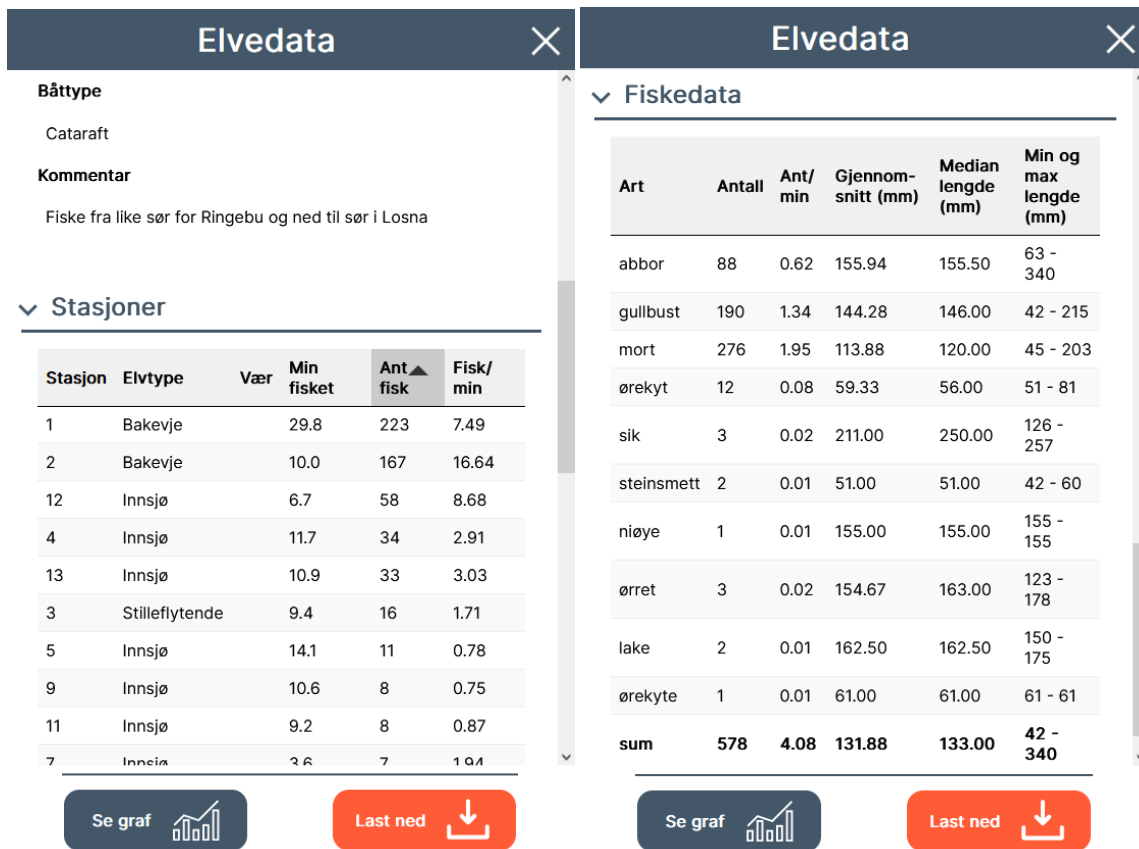 Elvedata
Båttype
Cataraft
Kommentar
Fiske fra like sør for Ringebu og ned til sør i Losna
Stasjoner
Stasjon Elvtype Vær Min fisket Ant fisk Fisk/ min
1 Bakevje 29.8 223 7.49
2 Bakevje 10.0 167 16.64
12 Innsjø 6.7 58 8.68
4 Innsjø 11.7 34 2.91
13 Innsjø 10.9 33 3.03
3 Stilleflytende 9.4 16 1.71
5 Innsjø 14.1 11 0.78
9 Innsjø 10.6 8 0.75
11 Innsjø 9.2 8 0.87
7 Innsjø 3.6 7 1.94
Se graf Last ned
Elvedata
Fiskedata
Art Antall Ant/ min Gjennom- snitt (mm) Median lengde (mm) Min og max lengde (mm)
abbor 88 0.62 155.94 155.50 63 - 340
gullbust 190 1.34 144.28 146.00 42 - 215
mort 276 1.95 113.88 120.00 45 - 203
ørekyt 12 0.08 59.33 56.00 51 - 81
sik 3 0.02 211.00 250.00 126 - 257
steinsmett 2 0.01 51.00 51.00 42 - 60
niøye 1 0.01 155.00 155.00 155 - 155
ørret 3 0.02 154.67 163.00 123 - 178
lake 2 0.01 162.50 162.50 150 - 175
ørekyte 1 0.01 61.00 61.00 61 - 61
sum 578 4.08 131.88 133.00 42 - 340
Se graf Last ned